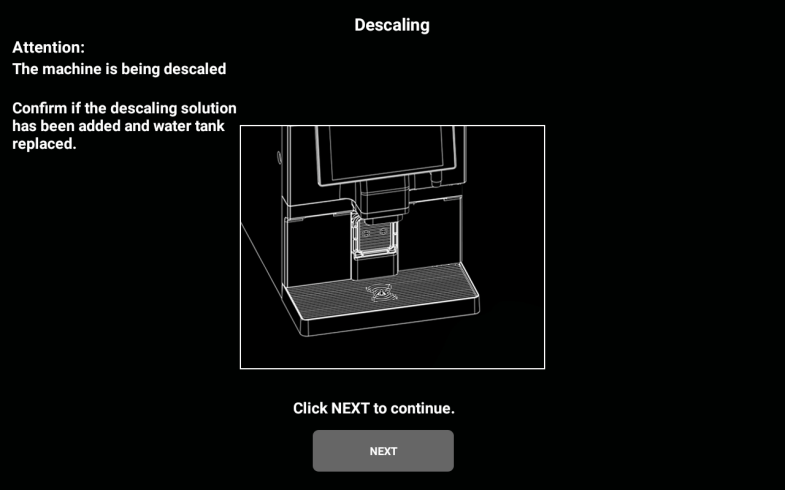 Descaling
Attention:
The machine is being descaled
Confirm if the descaling solution
has been added and water tank
replaced.
Click NEXT to continue.
NEXT